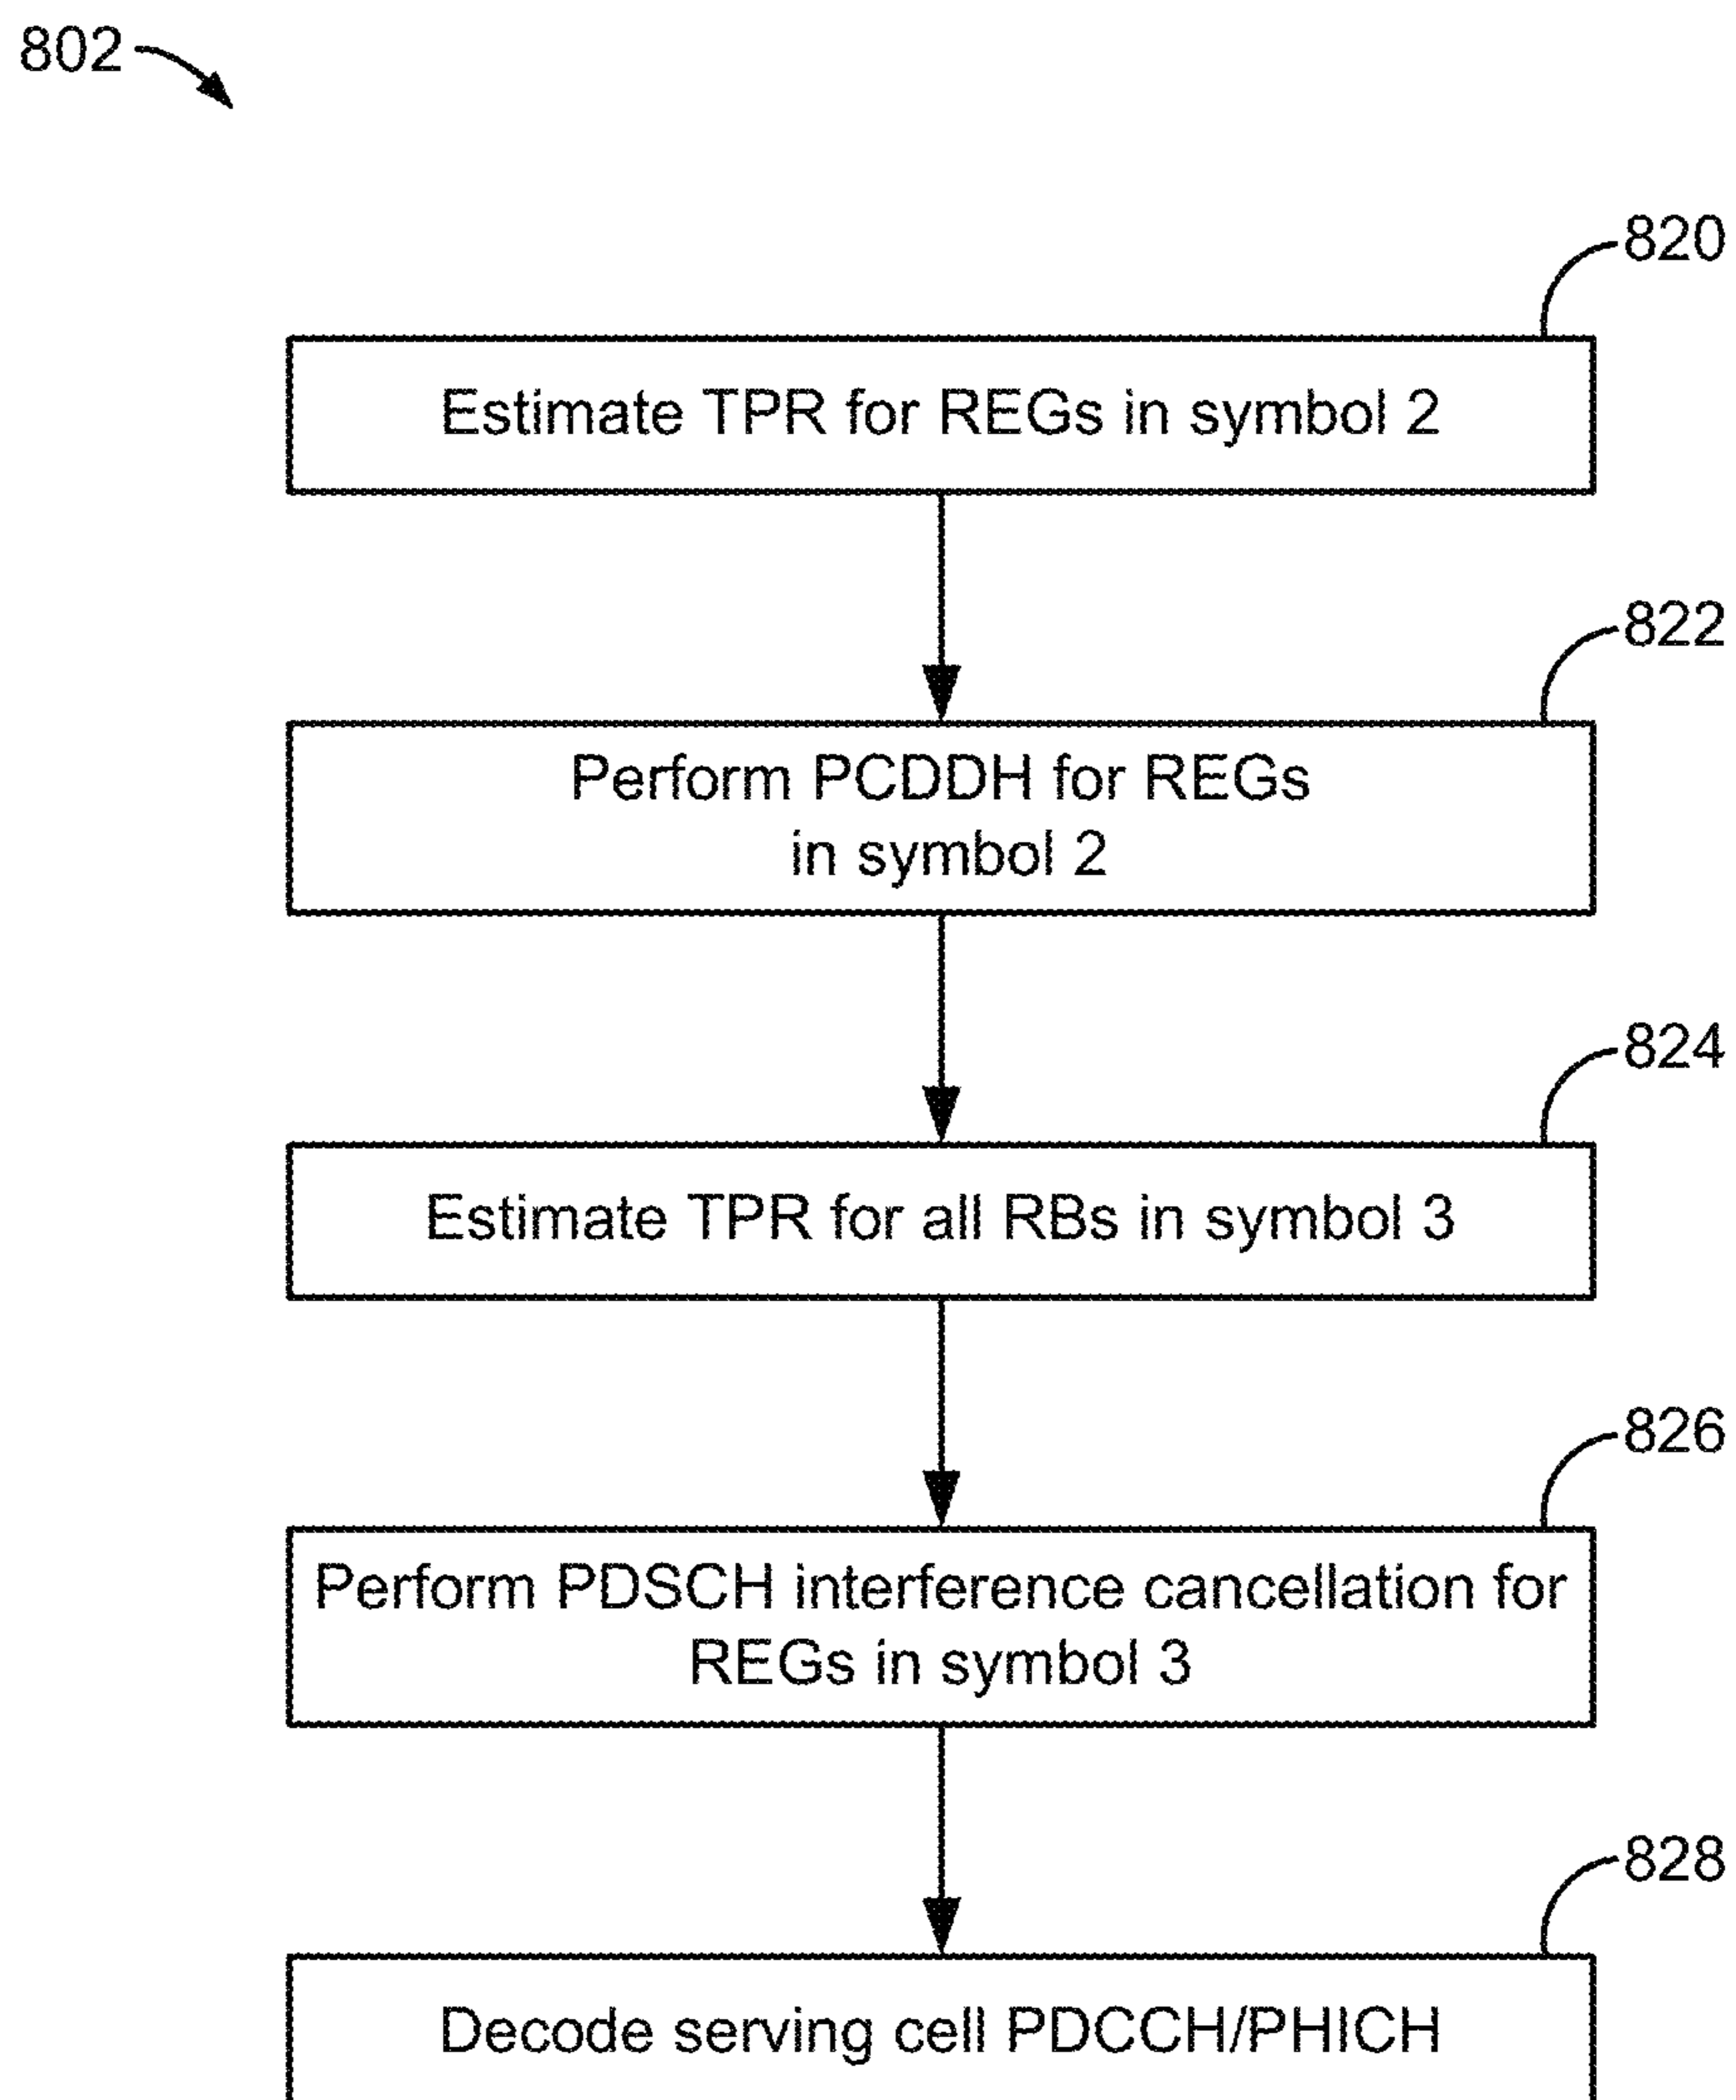 802
820
Estimate TPR for REGs in symbol 2
822
Perform PCDDH for REGs
in symbol 2
824
Estimate TPR for all RBs in symbol 3
826
Perform PDSCH interference cancellation for
REGs in symbol 3
828
Decode serving cell PDCCH/PHICH